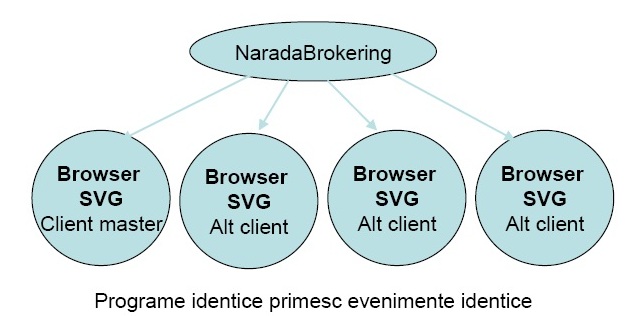 NaradaBrokering
Browser
SVG
Client master
Browser
SVG
Alt client
Browser
SVG
Alt client
Browser
SVG
Alt client
Programe identice primesc evenimente identice